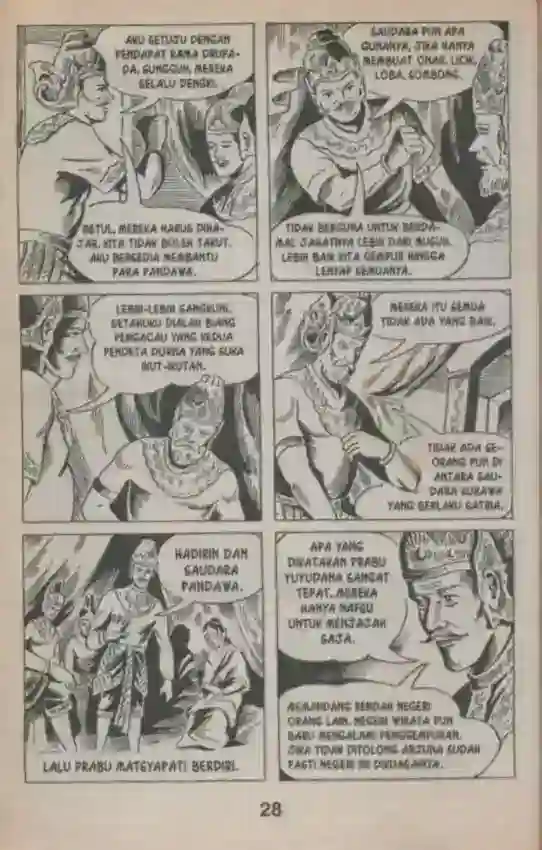 AKU SETUJU DENGAN
PENDAPAT RAMA DRUPA-
DA. SUNGGUH, MEREKA
SELALU DENGKI.
BETUL, MEREKA HARUS DIHA-
JAR. KITA TIDAK BOLEH TAKUT.
AKU BERSEDIA MEMBANTU
PARA PANDAWA.
SAUDARA PUN APA
GUNANYA, JIKA HANYA
MEMBUAT ONAR, LICIK,
LOBA, SOMBONG.
TIDAK BERGUNA UNTUK BERDA-
MAI. JAHATNYA LEBIH DARI MUSUH.
LEBIH BAIK KITA GEMPUR HINGGA
LENYAP SEMUANYA.
LEBIH-LEBIH SANGKUNI.
SETAHUKU DIALAH BIANG
PENGACAU YANG KEDUA
PENDETA DURNA YANG SUKA
IKUT-IKUTAN.
MEREKA ITU SEMUA
TIDAK ADA YANG BAIK.
TIDAK ADA SE-
ORANG PUN DI
ANTARA SAU-
DARA KURAWA
YANG BERLAKU SATRIA.
HADIRIN DAN
SAUDARA
PANDAWA.
LALU PRABU MATSYAPATI BERDIRI.
APA YANG
DIKATAKAN PRABU
YUYUDANA SANGAT
TEPAT. MEREKA
HANYA NAFSU
UNTUK MENJAJAH
SAJA.
MEMANDANG RENDAH NEGERI
ORANG LAIN. NEGERI WIRATA PUN
BARU MENGALAMI PENGGEMPURAN.
JIKA TIDAK DITOLONG ARJUNA SUDAH
PASTI NEGERI INI
28